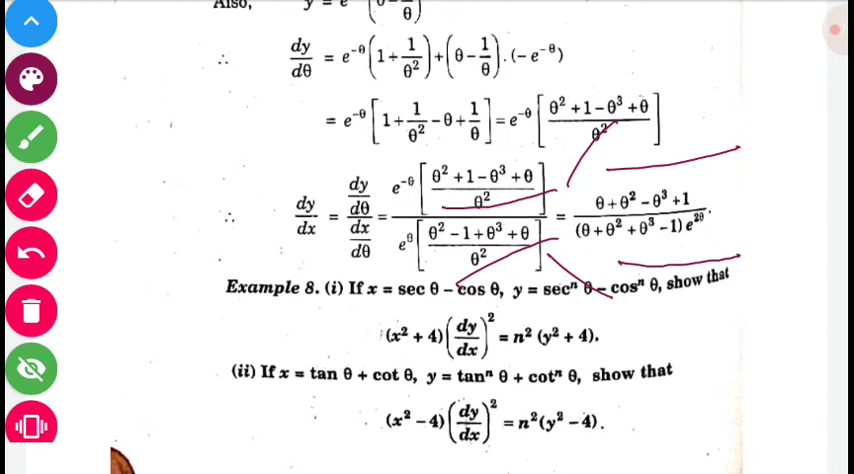 Also, y = e (θ − θ)
∴ dy/dθ = e^−θ (1 + 1/θ²) + (θ − 1/θ) . (− e^−θ)
= e^−θ [1 + 1/θ² − θ + 1/θ] = e^−θ [(θ² + 1 − θ³ + θ)/θ²]
∴ dy/dx = (dy/dθ)/(dx/dθ) = e^−θ [(θ² + 1 − θ³ + θ)/θ²] / e^θ [(θ² − 1 + θ³ + θ)/θ²] = (θ + θ² − θ³ + 1)/((θ + θ² + θ³ − 1) e^2θ) .
Example 8. (i) If x = sec θ − cos θ, y = secⁿ θ − cosⁿ θ, show that
(x² + 4) (dy/dx)² = n² (y² + 4).
(ii) If x = tan θ + cot θ, y = tanⁿ θ + cotⁿ θ, show that
(x² − 4) (dy/dx)² = n² (y² − 4).